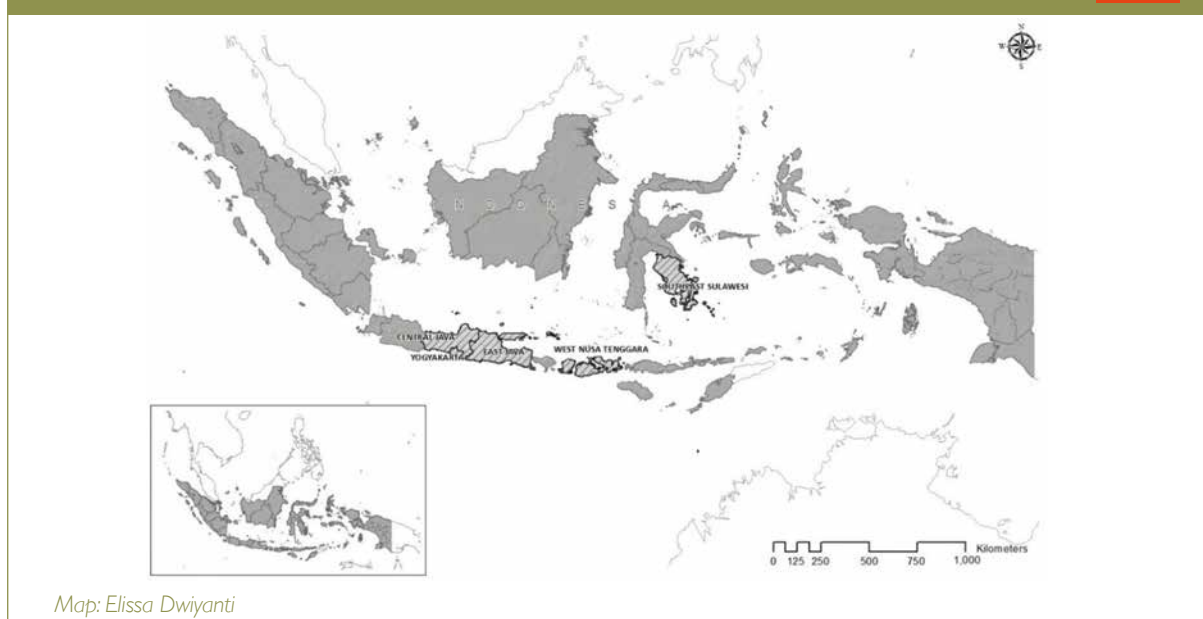 N
W E
S
N D O N E S A
SOUTHEAST SULAWESI
CENTRAL JAVA
WEST NUSA TENGGARA
YOGYAKARTA
EAST JAVA
Kilometers
0 125 250 500 750 1,000
Map: Elissa Dwiyanti